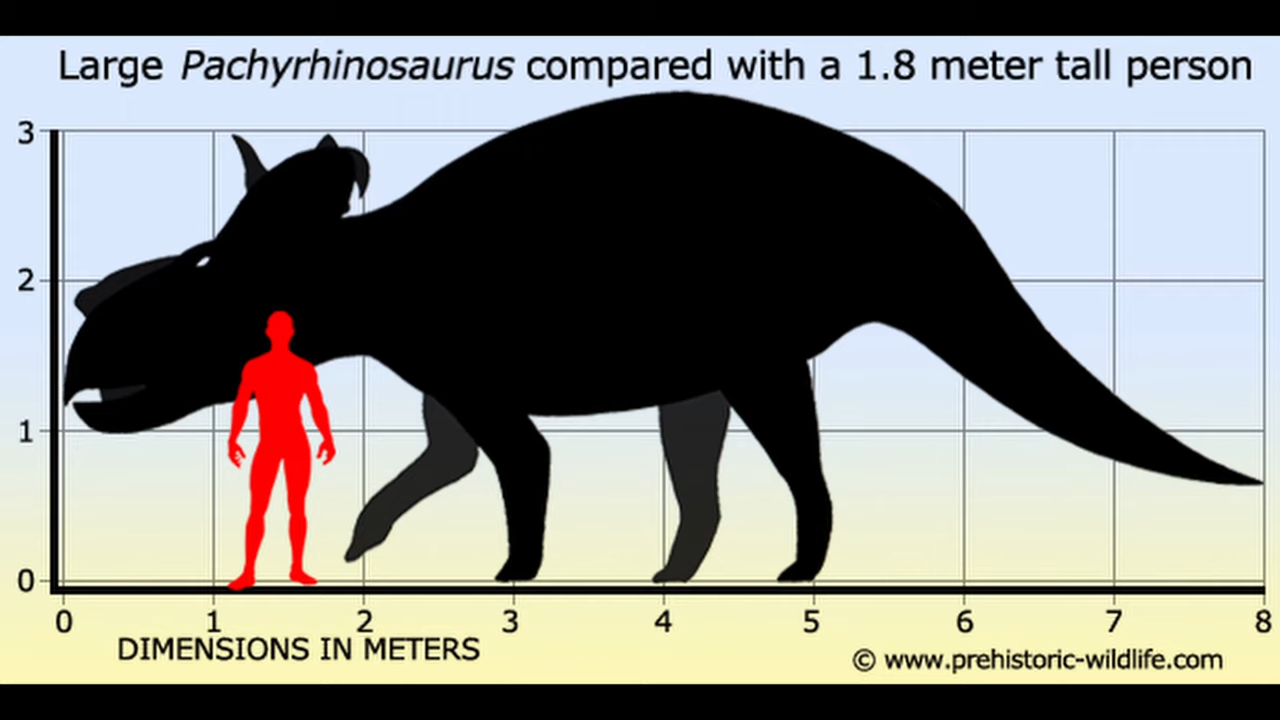 Large Pachyrhinosaurus compared with a 1.8 meter tall person
3
2
1
0
0 1 2 3 4 5 6 7 8
DIMENSIONS IN METERS
© www.prehistoric-wildlife.com